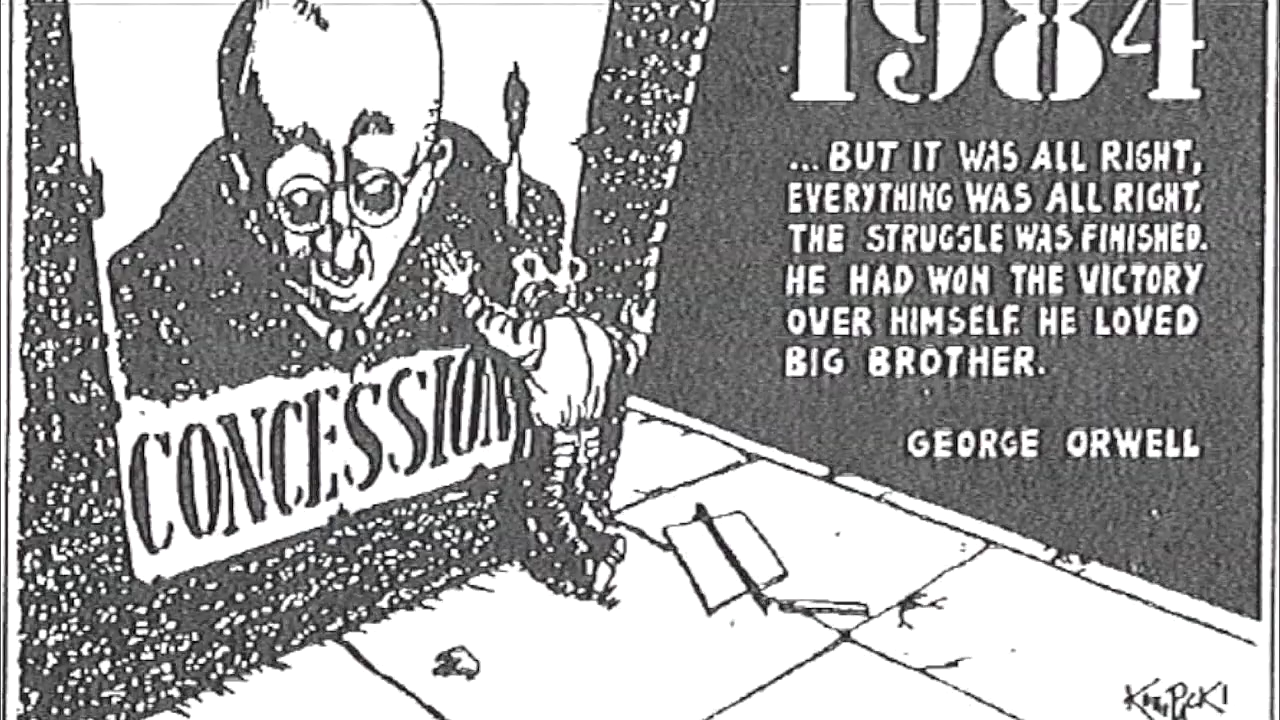 1984
...BUT IT WAS ALL RIGHT,
EVERYTHING WAS ALL RIGHT,
THE STRUGGLE WAS FINISHED.
HE HAD WON THE VICTORY
OVER HIMSELF. HE LOVED
BIG BROTHER.
GEORGE ORWELL
CONCESSION